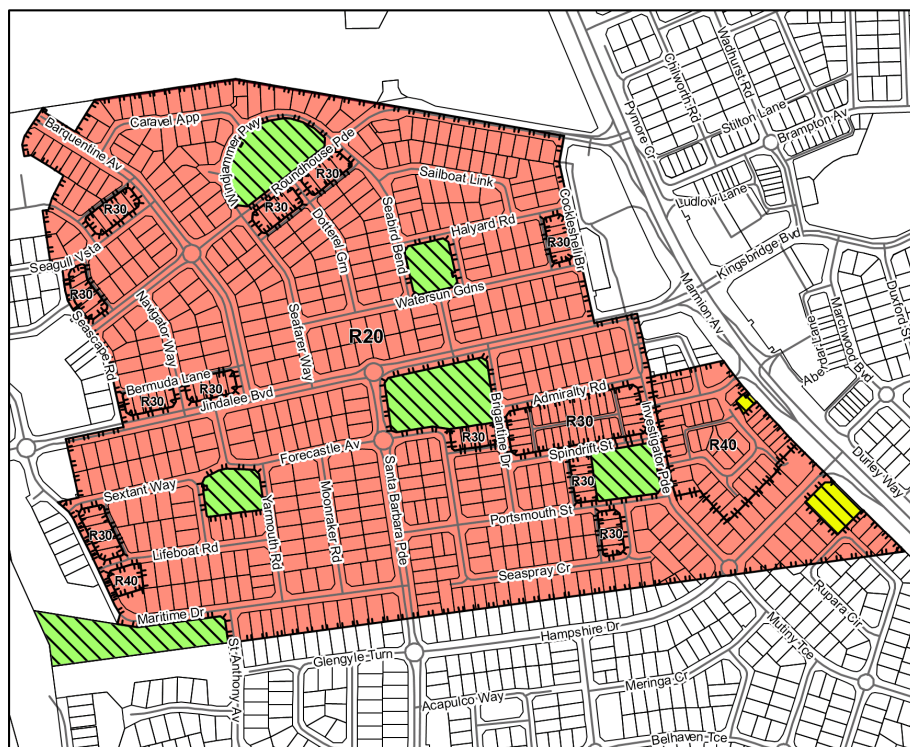 Wadhurst Rd
Chilworth Rd
Pymore Cr
Stilton Lane
Brampton Av
Caravel App
Windjammer Pwy
Barquentine Av
Roundhouse Pde
R30
Sailboat Link
Ludlow Lane
R30
R30
Dotterel Grn
Seabird Bend
Halyard Rd
Cockleshell Br
R30
Kingsbridge Bvd
Seagull Vsta
R30
Marmion Av
Watersun Gdns
Navigator Way
Seascape Rd
Seafarer Way
R20
Duxford St
Marchwood Bvd
Bermuda Lane
R30
R30
Jindalee Bvd
Admiralty Rd
R30
Brigantine Dr
Investigator Pde
R30
R40
Forecastle Av
Spindrift St
Durley Way
Sextant Way
Santa Barbara Pde
R30
Yarmouth Rd
Moonraker Rd
Portsmouth St
R30
R30
Lifeboat Rd
R40
Seaspray Cr
Maritime Dr
Rupara Cir
Mutiny Tce
Hampshire Dr
St. Anthony Av
Glengyle Turn
Meringa Cr
Acapulco Way
Belhaven Tce